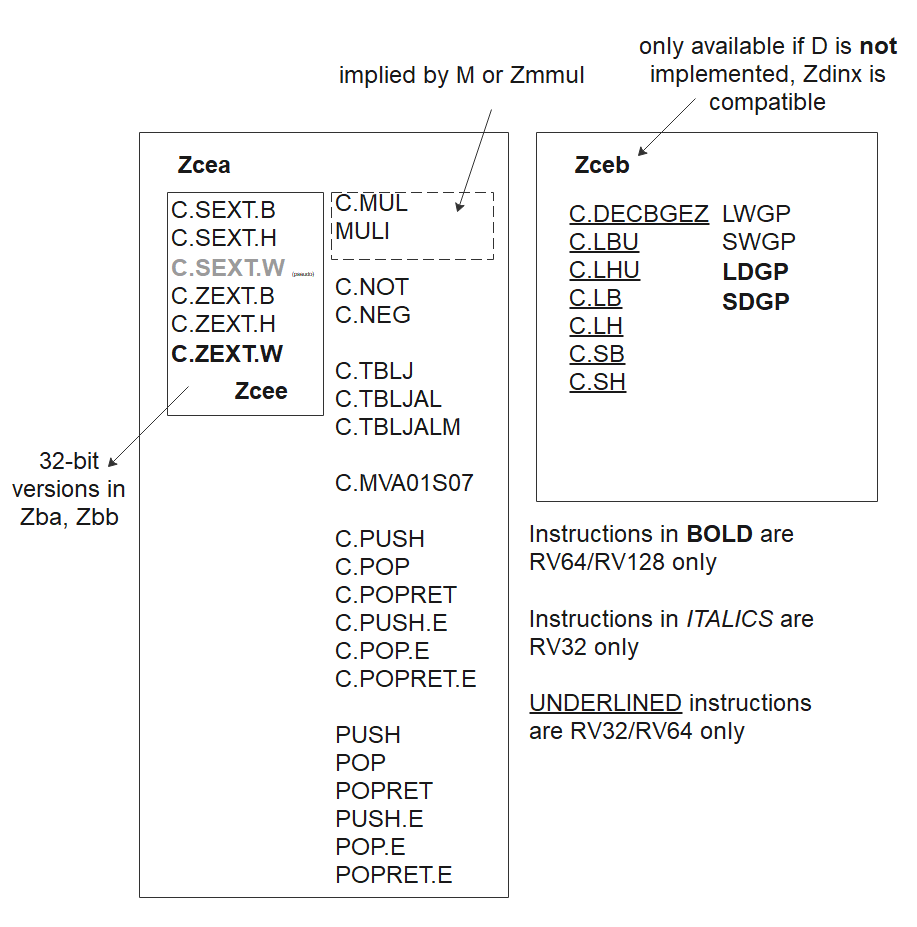 only available if D is not
implemented, Zdinx is
compatible
implied by M or Zmmul
Zcea
C.SEXT.B
C.SEXT.H
C.SEXT.W (pseudo)
C.ZEXT.B
C.ZEXT.H
C.ZEXT.W
Zcee
32-bit
versions in
Zba, Zbb
C.MUL
MULI
C.NOT
C.NEG
C.TBLJ
C.TBLJAL
C.TBLJALM
C.MVA01S07
C.PUSH
C.POP
C.POPRET
C.PUSH.E
C.POP.E
C.POPRET.E
PUSH
POP
POPRET
PUSH.E
POP.E
POPRET.E
Zceb
C.DECBGEZ
C.LBU
C.LHU
C.LB
C.LH
C.SB
C.SH
LWGP
SWGP
LDGP
SDGP
Instructions in BOLD are
RV64/RV128 only
Instructions in ITALICS are
RV32 only
UNDERLINED instructions
are RV32/RV64 only